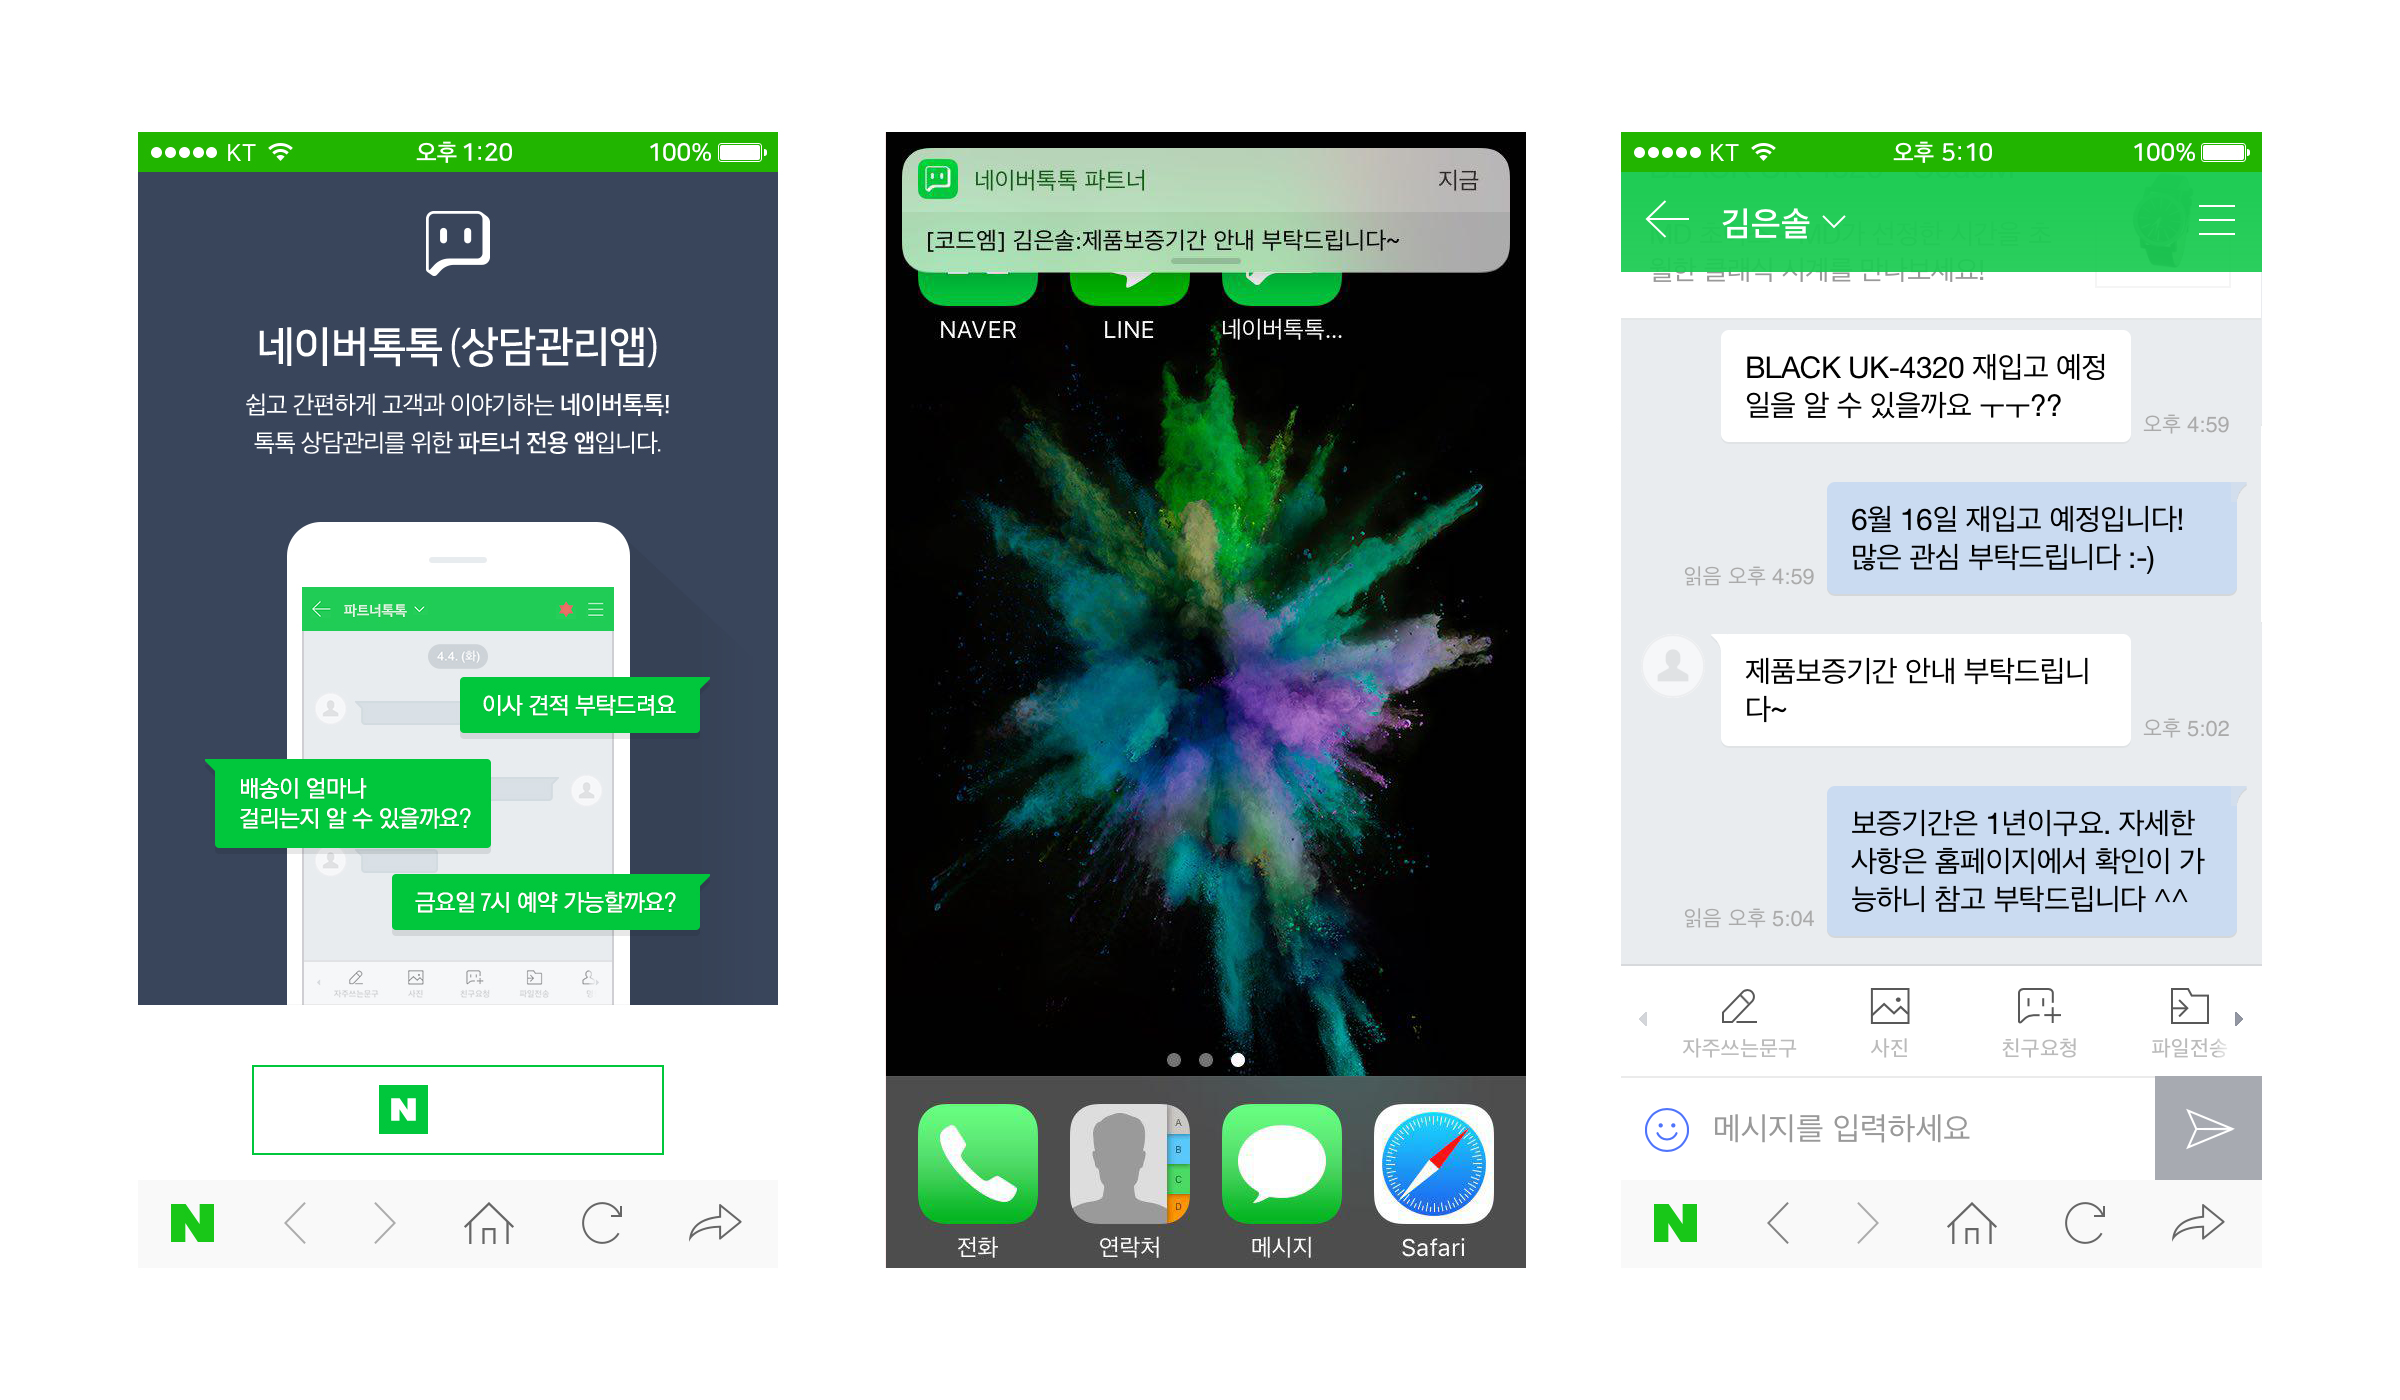 KT 오후 1:20 100%
네이버톡톡 (상담관리앱)
쉽고 간편하게 고객과 이야기하는 네이버톡톡!
톡톡 상담관리를 위한 파트너 전용 앱입니다.
파트너톡톡
4.4. (화)
이사 견적 부탁드려요
배송이 얼마나
걸리는지 알 수 있을까요?
금요일 7시 예약 가능할까요?
자주쓰는문구 사진 친구요청 파일전송
N
N
네이버톡톡 파트너 지금
[코드엠] 김은솔:제품보증기간 안내 부탁드립니다~
NAVER LINE 네이버톡톡...
A
B
C
D
전화 연락처 메시지 Safari
KT 오후 5:10 100%
김은솔
월한 클래식 시계를 만나보세요!
BLACK UK-4320 재입고 예정
일을 알 수 있을까요 ㅜㅜ??
오후 4:59
6월 16일 재입고 예정입니다!
많은 관심 부탁드립니다 :-)
읽음 오후 4:59
제품보증기간 안내 부탁드립니
다~
오후 5:02
보증기간은 1년이구요. 자세한
사항은 홈페이지에서 확인이 가
능하니 참고 부탁드립니다 ^^
읽음 오후 5:04
자주쓰는문구 사진 친구요청 파일전송
메시지를 입력하세요
N